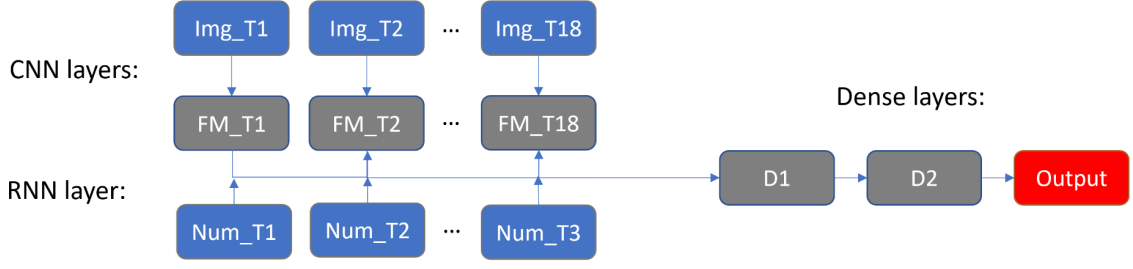 Img_T1 Img_T2 ... Img_T18
CNN layers:
FM_T1 FM_T2 ... FM_T18
Dense layers:
RNN layer:
D1 D2 Output
Num_T1 Num_T2 ... Num_T3